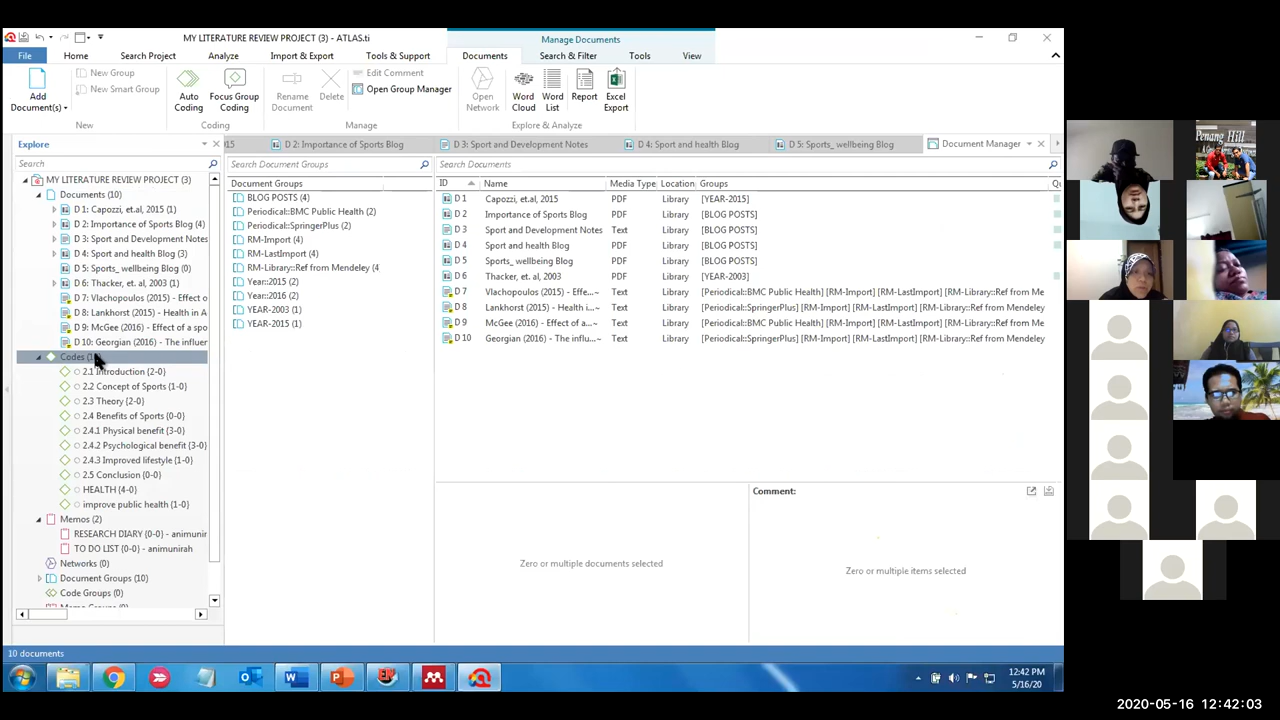 MY LITERATURE REVIEW PROJECT (3) - ATLAS.ti
Manage Documents
File Home Search Project Analyze Import & Export Tools & Support Documents Search & Filter Tools View
Add Document(s)
New Group
New Smart Group
Auto Coding
Focus Group Coding
Rename Document
Delete
Edit Comment
Open Group Manager
Open Network
Word Cloud
Word List
Report
Excel Export
New Coding Manage Explore & Analyze
Explore
015
D 2: Importance of Sports Blog
D 3: Sport and Development Notes
D 4: Sport and health Blog
D 5: Sports_ wellbeing Blog
Document Manager
Search
MY LITERATURE REVIEW PROJECT (3)
Documents (10)
D 1: Capozzi, et.al, 2015 (1)
D 2: Importance of Sports Blog (4)
D 3: Sport and Development Notes
D 4: Sport and health Blog (3)
D 5: Sports_ wellbeing Blog (0)
D 6: Thacker, et. al, 2003 (1)
D 7: Vlachopoulos (2015) - Effect o
D 8: Lankhorst (2015) - Health in A
D 9: McGee (2016) - Effect of a spo
D 10: Georgian (2016) - The influer
Codes
2.1 Introduction {2-0}
2.2 Concept of Sports {1-0}
2.3 Theory {2-0}
2.4 Benefits of Sports {0-0}
2.4.1 Physical benefit {3-0}
2.4.2 Psychological benefit {3-0}
2.4.3 Improved lifestyle {1-0}
2.5 Conclusion {0-0}
HEALTH {4-0}
improve public health {1-0}
Memos (2)
RESEARCH DIARY {0-0} - animunir
TO DO LIST {0-0} - animunirah
Networks (0)
Document Groups (10)
Code Groups (0)
Memo Groups (0)
Search Document Groups
Document Groups
BLOG POSTS (4)
Periodical::BMC Public Health (2)
Periodical::SpringerPlus (2)
RM-Import (4)
RM-LastImport (4)
RM-Library::Ref from Mendeley (4
Year::2015 (2)
Year::2016 (2)
YEAR-2003 (1)
YEAR-2015 (1)
Search Documents
ID Name Media Type Location Groups Qu
D 1 Capozzi, et.al, 2015 PDF Library [YEAR-2015]
D 2 Importance of Sports Blog PDF Library [BLOG POSTS]
D 3 Sport and Development Notes PDF Library [BLOG POSTS]
D 4 Sport and health Blog PDF Library [BLOG POSTS]
D 5 Sports_ wellbeing Blog PDF Library [BLOG POSTS]
D 6 Thacker, et. al, 2003 PDF Library [YEAR-2003]
D 7 Vlachopoulos (2015) - Effe...~ Text Library [Periodical::BMC Public Health] [RM-Import] [RM-LastImport] [RM-Library::Ref from Me
D 8 Lankhorst (2015) - Health i...~ Text Library [Periodical::SpringerPlus] [RM-Import] [RM-LastImport] [RM-Library::Ref from Mendeley
D 9 McGee (2016) - Effect of a...~ Text Library [Periodical::BMC Public Health] [RM-Import] [RM-LastImport] [RM-Library::Ref from Me
D 10 Georgian (2016) - The influ...~ Text Library [Periodical::SpringerPlus] [RM-Import] [RM-LastImport] [RM-Library::Ref from Mendeley
Zero or multiple documents selected
Comment:
Zero or multiple items selected
10 documents
12:42 PM
5/16/20
Penang Hill
2020-05-16 12:42:03